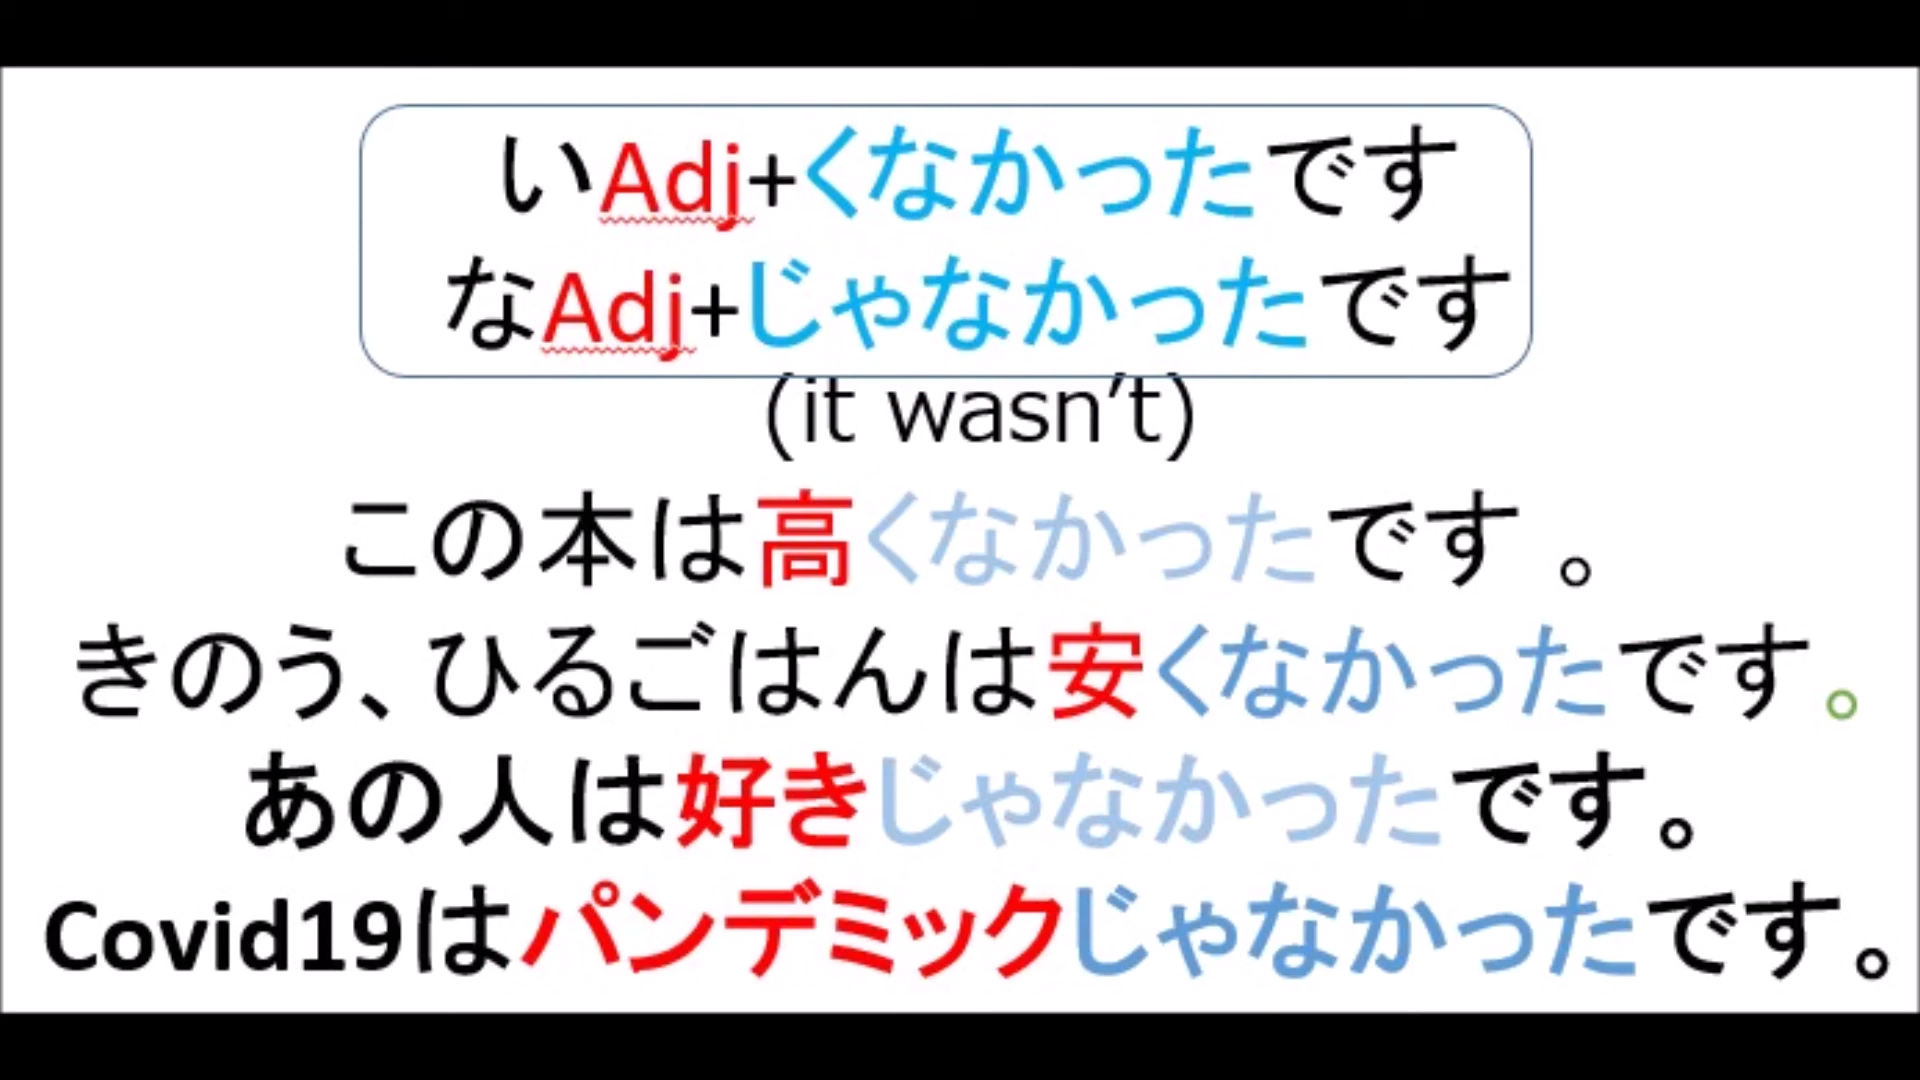 いAdj+くなかったです
なAdj+じゃなかったです
(it wasn't)
この本は高くなかったです。
きのう、ひるごはんは安くなかったです。
あの人は好きじゃなかったです。
Covid19はパンデミックじゃなかったです。